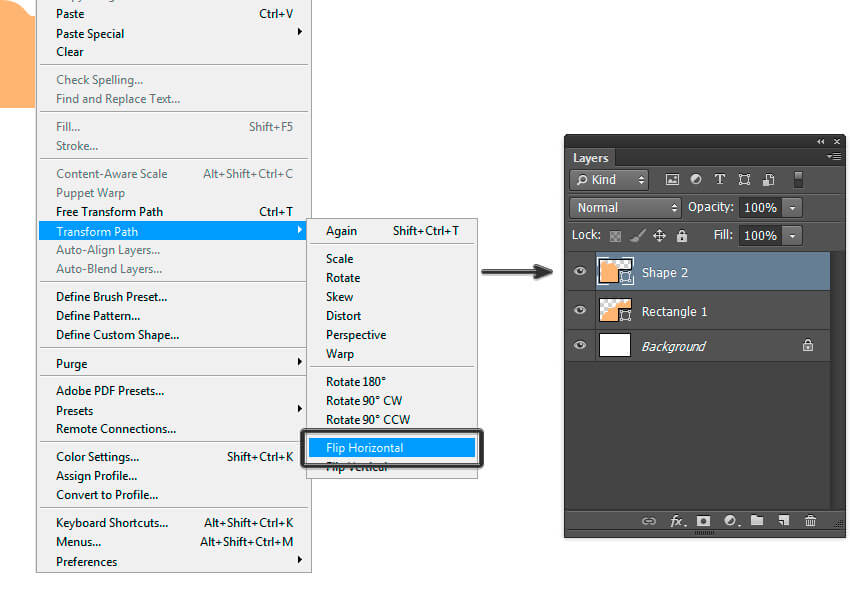 Paste Ctrl+V
Paste Special
Clear
Check Spelling...
Find and Replace Text...
Fill... Shift+F5
Stroke...
Content-Aware Scale Alt+Shift+Ctrl+C
Puppet Warp
Free Transform Path Ctrl+T
Transform Path
Auto-Align Layers...
Auto-Blend Layers...
Define Brush Preset...
Define Pattern...
Define Custom Shape...
Purge
Adobe PDF Presets...
Presets
Remote Connections...
Color Settings... Shift+Ctrl+K
Assign Profile...
Convert to Profile...
Keyboard Shortcuts... Alt+Shift+Ctrl+K
Menus... Alt+Shift+Ctrl+M
Preferences
Again Shift+Ctrl+T
Scale
Rotate
Skew
Distort
Perspective
Warp
Rotate 180°
Rotate 90° CW
Rotate 90° CCW
Flip Horizontal
Flip Vertical
Layers
Kind
Normal Opacity: 100%
Lock: Fill: 100%
Shape 2
Rectangle 1
Background
fx